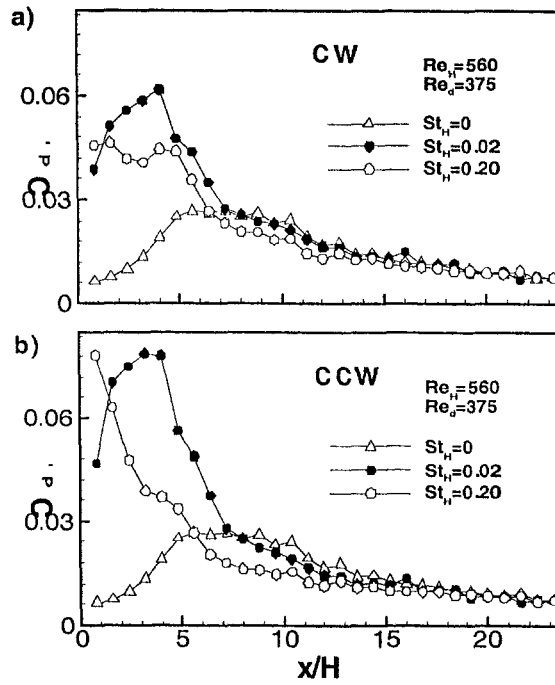 a)
CW
Re_H=560
Re_d=375
St_H=0
St_H=0.02
St_H=0.20
0.06
0.03
0
C_p'
b)
CCW
Re_H=560
Re_d=375
St_H=0
St_H=0.02
St_H=0.20
0.06
0.03
0
C_p'
0 5 10 15 20
x/H